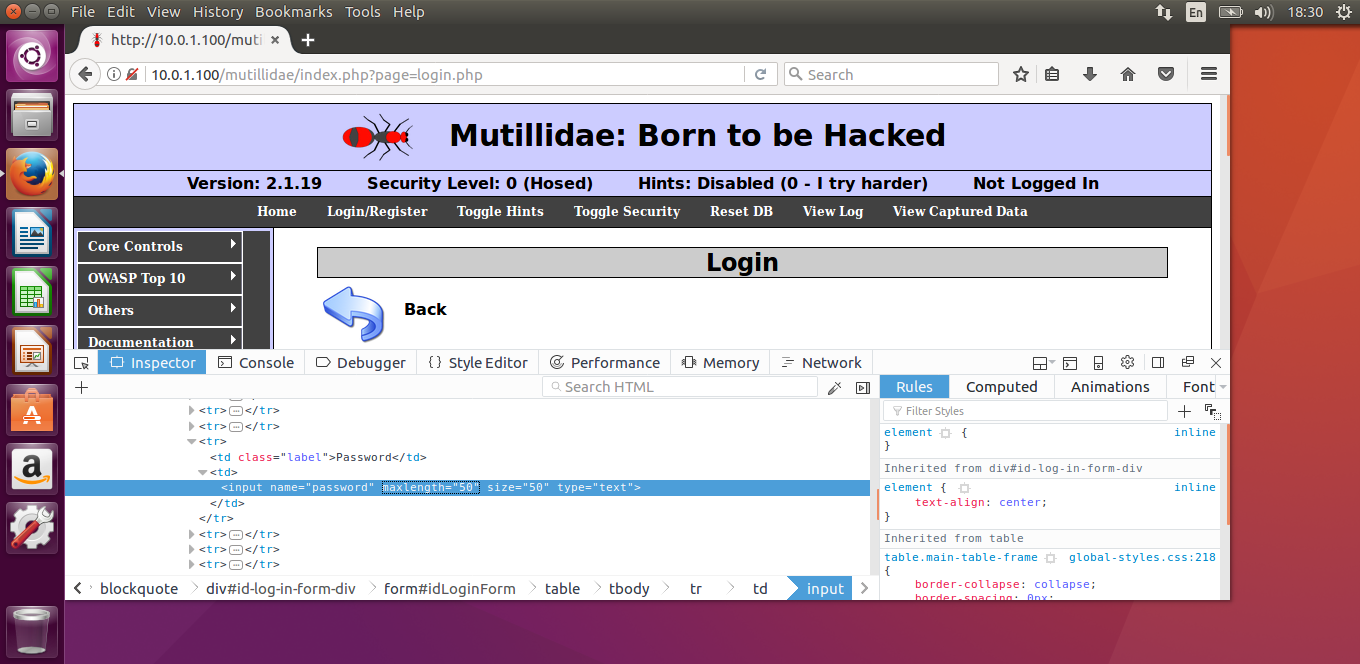 File Edit View History Bookmarks Tools Help
En
18:30
http://10.0.1.100/muti
10.0.1.100/mutillidae/index.php?page=login.php
Search
Mutillidae: Born to be Hacked
Version: 2.1.19 Security Level: 0 (Hosed) Hints: Disabled (0 - I try harder) Not Logged In
Home Login/Register Toggle Hints Toggle Security Reset DB View Log View Captured Data
Core Controls
OWASP Top 10
Others
Documentation
Login
Back
Inspector Console Debugger {} Style Editor Performance Memory Network
Search HTML
Rules Computed Animations Font
Filter Styles
<tr>…</tr>
<tr>…</tr>
<tr>
<td class="label">Password</td>
<td>
<input name="password" maxlength="50" size="50" type="text">
</td>
</tr>
<tr>…</tr>
<tr>…</tr>
<tr>…</tr>
blockquote div#id-log-in-form-div form#idLoginForm table tbody tr td input
element { inline
}
Inherited from div#id-log-in-form-div
element { inline
text-align: center;
}
Inherited from table
table.main-table-frame global-styles.css:218
{
border-collapse: collapse;
border-spacing: 0px;